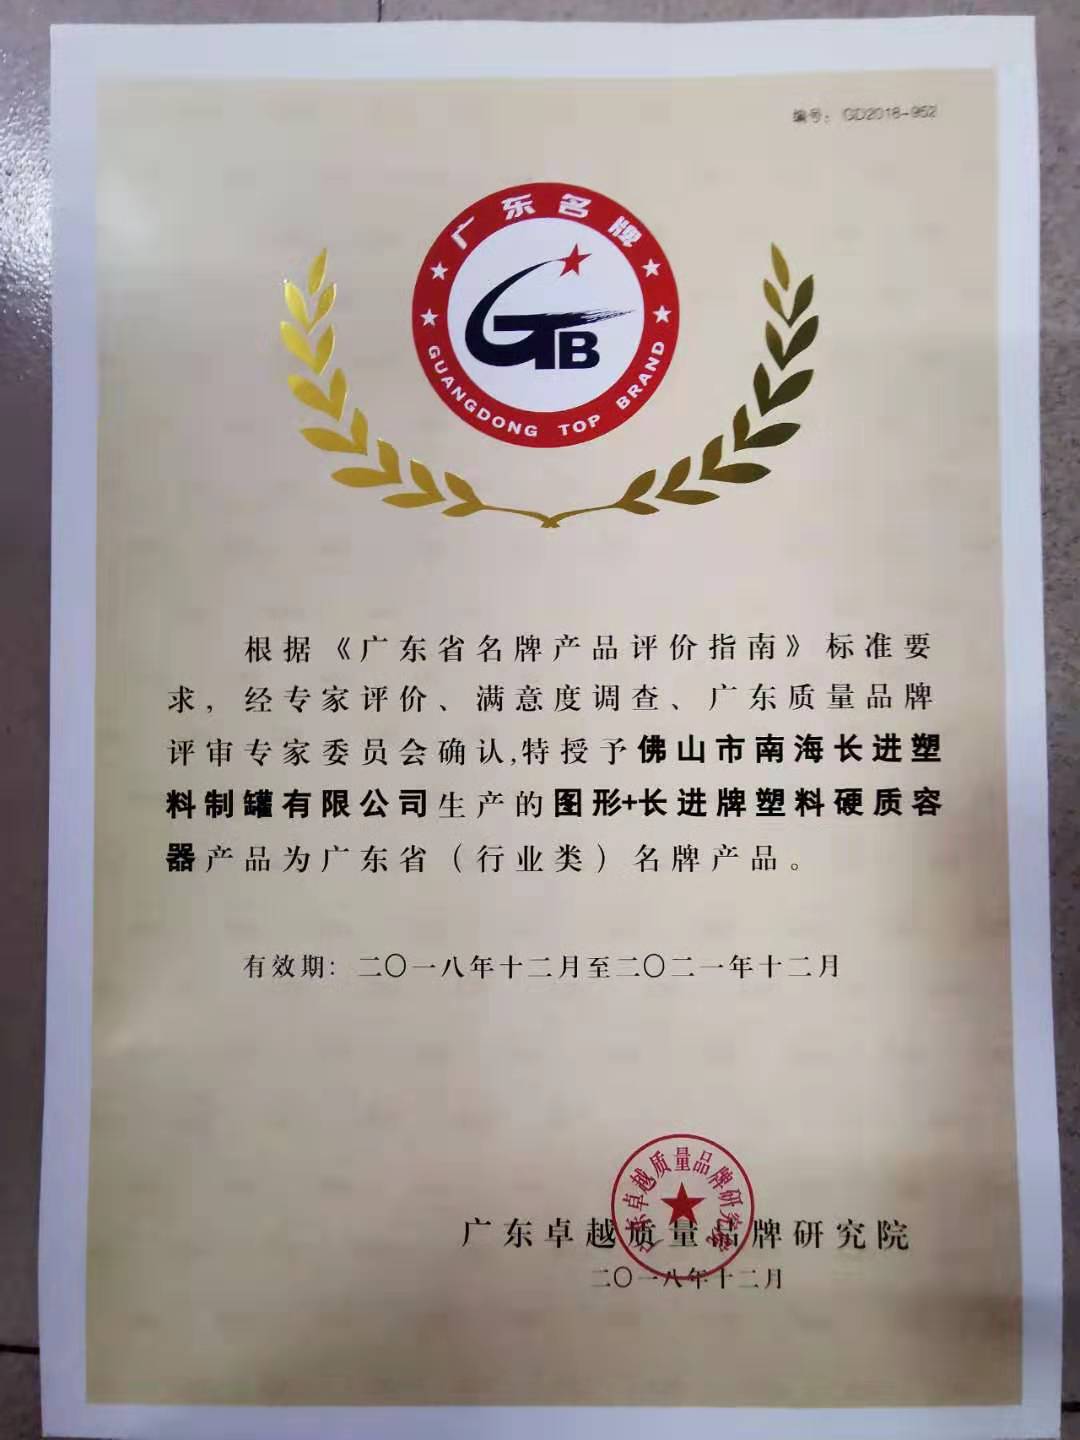 编号：GD2018-952
广东名牌
GTB
GUANGDONG TOP BRAND
根据《广东省名牌产品评价指南》标准要
求，经专家评价、满意度调查、广东质量品牌
评审专家委员会确认,特授予佛山市南海长进塑
料制罐有限公司生产的图形+长进牌塑料硬质容
器产品为广东省（行业类）名牌产品。
有效期：二〇一八年十二月至二〇二一年十二月
广东卓越质量品牌研究院
广东卓越质量品牌研究院
二〇一八年十二月